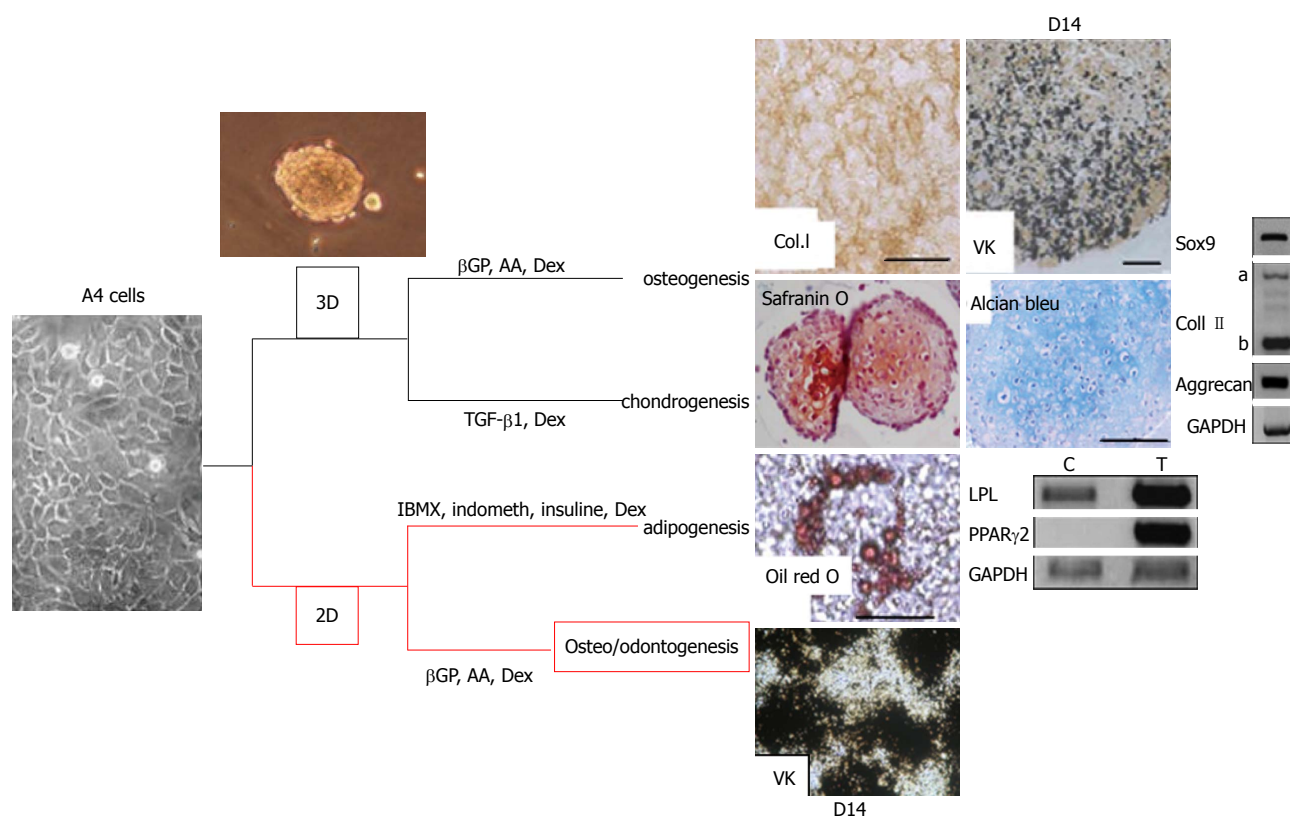 D14
Col.I
VK
Sox9
a
Coll II
b
Aggrecan
GAPDH
A4 cells
3D
βGP, AA, Dex
osteogenesis
Safranin O
Alcian bleu
TGF-β1, Dex
chondrogenesis
C
T
LPL
PPARγ2
GAPDH
IBMX, indometh, insuline, Dex
adipogenesis
Oil red O
2D
Osteo/odontogenesis
βGP, AA, Dex
VK
D14